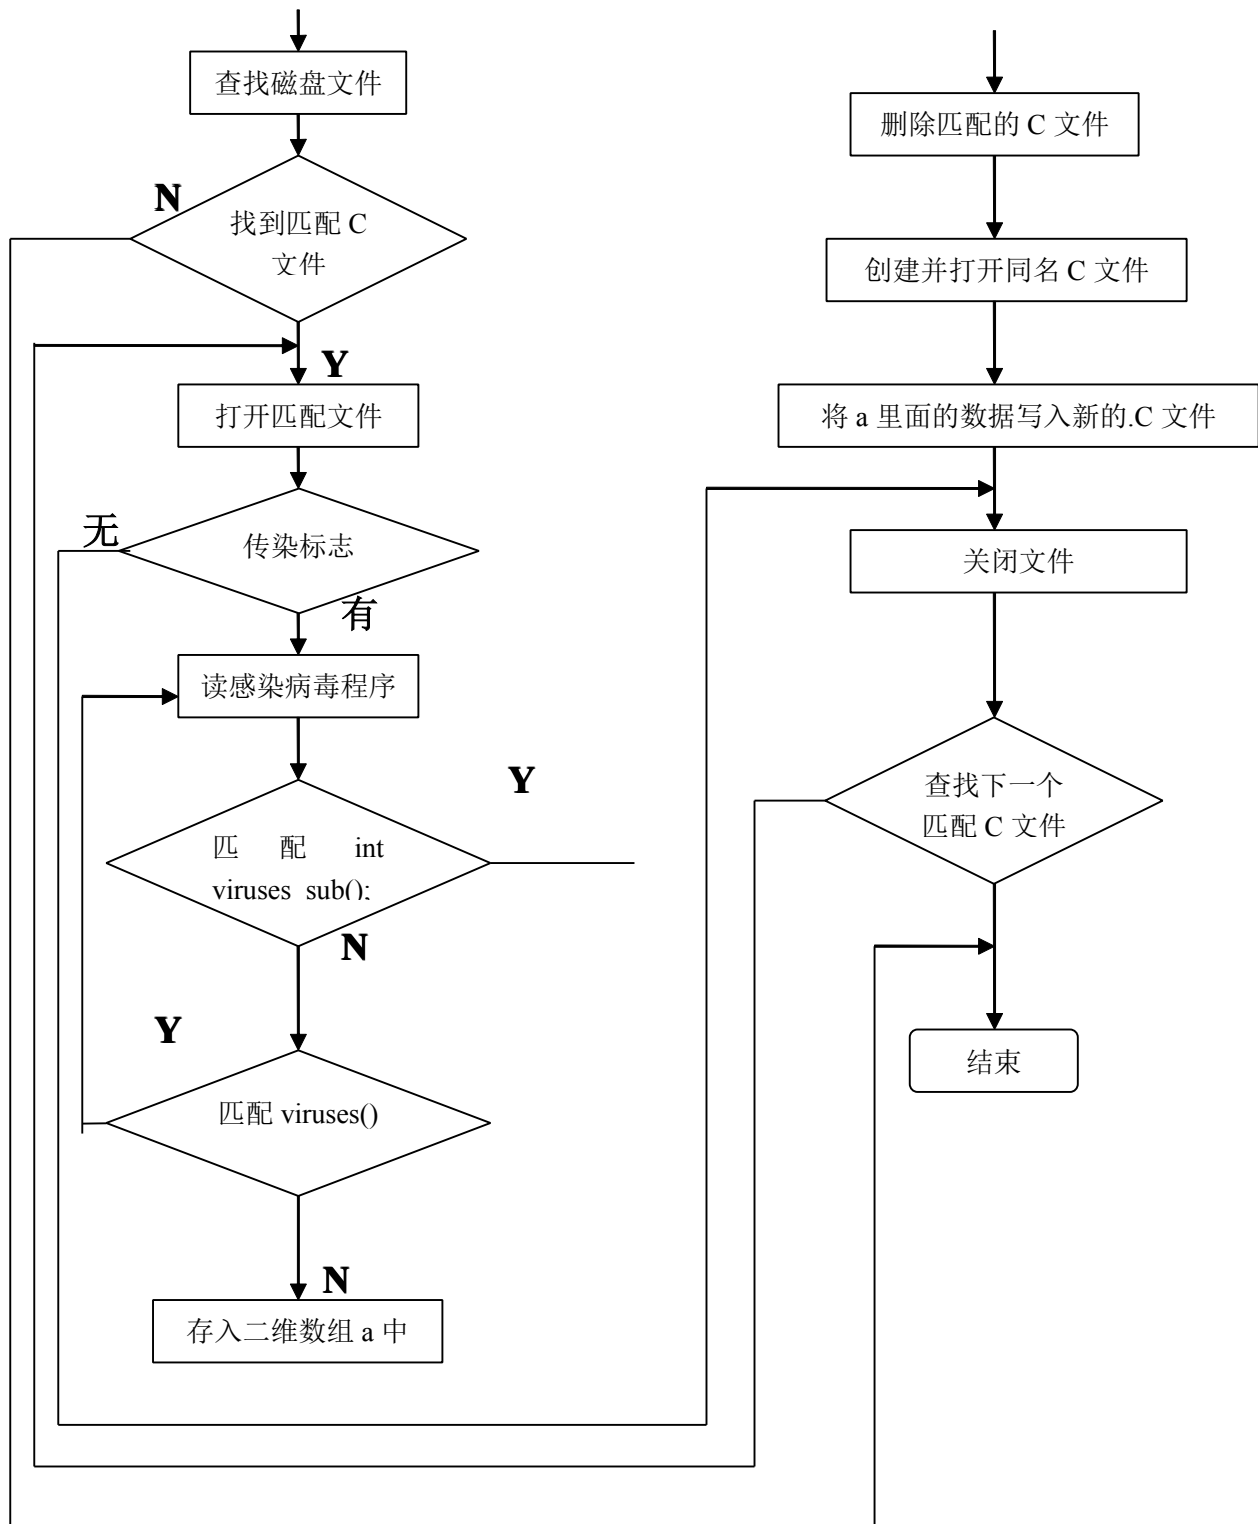 查找磁盘文件
N
找到匹配 C
文件
Y
打开匹配文件
无
传染标志
有
读感染病毒程序
Y
匹 配 int
viruses_sub();
N
Y
匹配 viruses()
N
存入二维数组 a 中
删除匹配的 C 文件
创建并打开同名 C 文件
将 a 里面的数据写入新的.C 文件
关闭文件
查找下一个
匹配 C 文件
结束